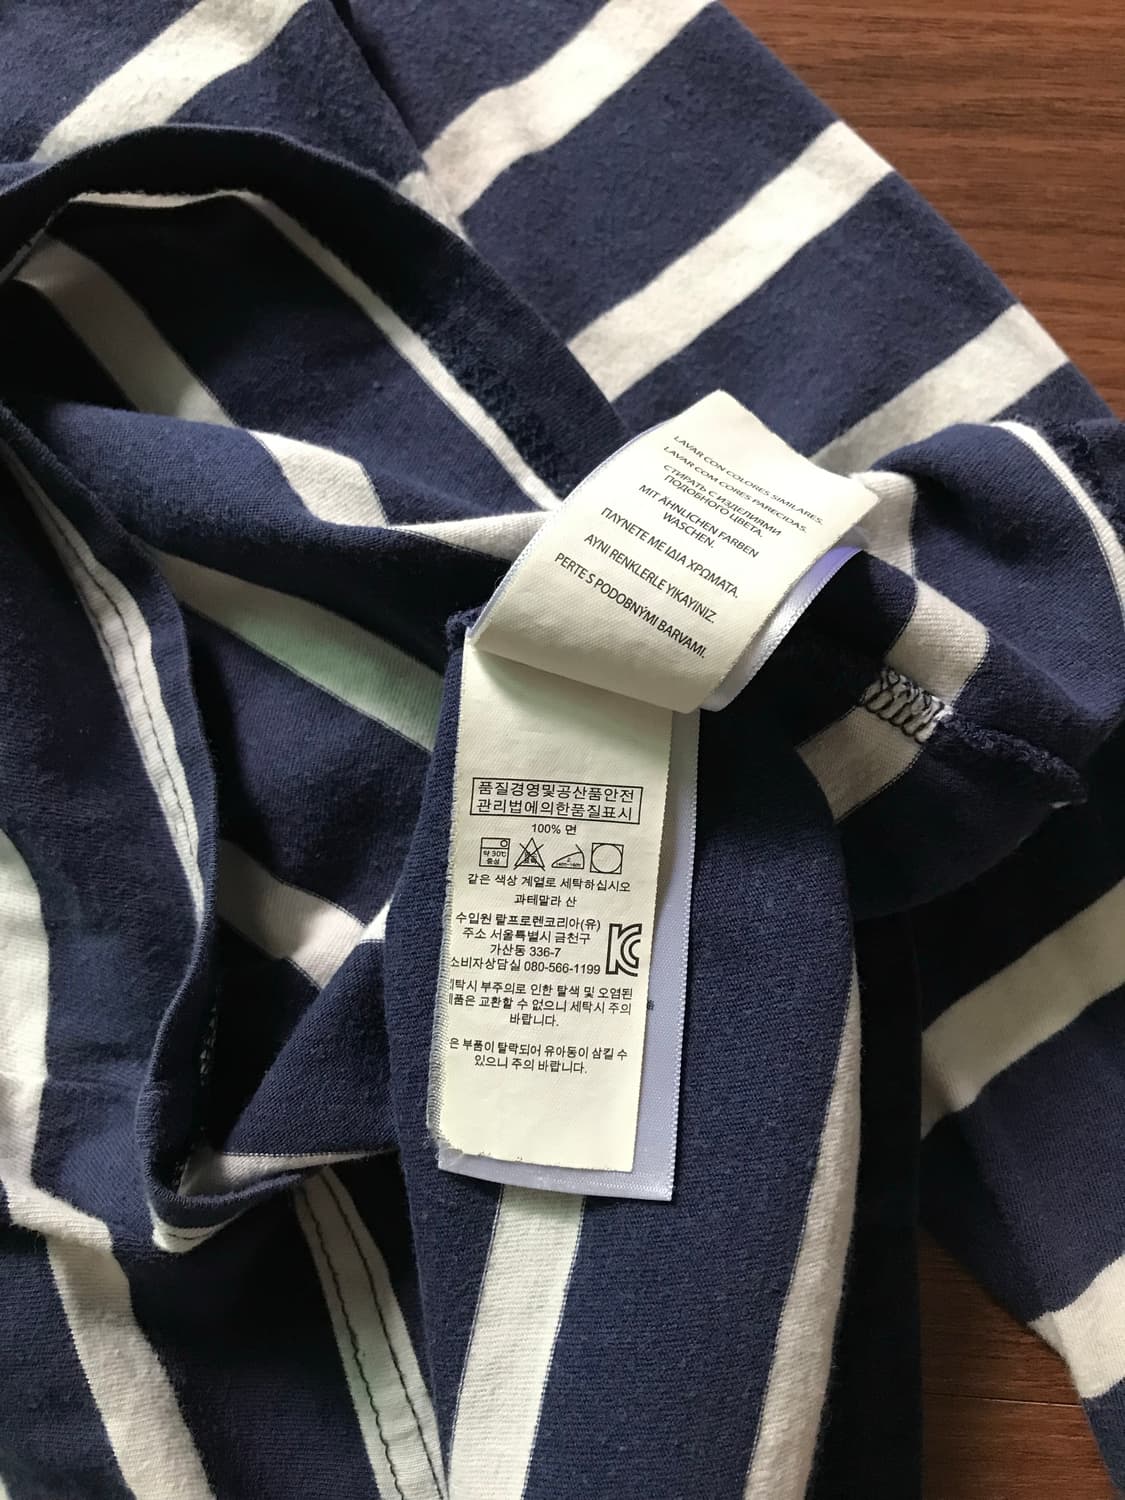 LAVAR CON COLORES SIMILARES.
LAVAR COM CORES PARECIDAS.
СТИРАТЬ С ИЗДЕЛИЯМИ
ПОДОБНОГО ЦВЕТА.
MIT ÄHNLICHEN FARBEN
WASCHEN.
ΠΛΥΝΕΤΕ ΜΕ ΙΔΙΑ ΧΡΩΜΑΤΑ.
AYNI RENKLERLE YIKAYINIZ.
PERTE S PODOBNÝMI BARVAMI.
품질경영및공산품안전
관리법에의한품질표시
100% 면
약 30℃
중성
같은 색상 계열로 세탁하십시오
과테말라 산
수입원 랄프로렌코리아(유)
주소 서울특별시 금천구
가산동 336-7
소비자상담실 080-566-1199
세탁시 부주의로 인한 탈색 및 오염된
제품은 교환할 수 없으니 세탁시 주의
바랍니다.
은 부품이 탈락되어 유아동이 삼킬 수
있으니 주의 바랍니다.